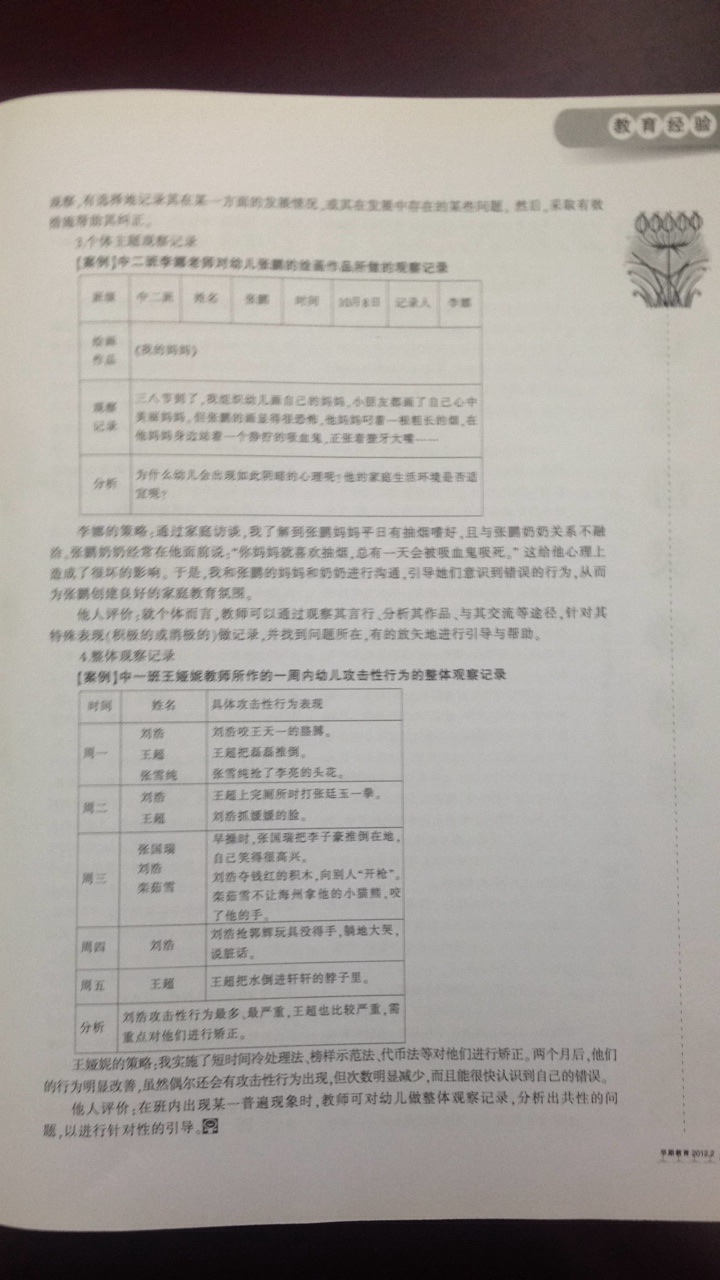 教育经验
观察,有选择地记录其在某一方面的发展情况,或其在发展中存在的某些问题。然后,采取有效
措施帮助其纠正。
3.个体主题观察记录
【案例】中二班李娜老师对幼儿张鹏的绘画作品所做的观察记录
班级 中二班 姓名 张鹏 时间 10月8日 记录人 李娜
绘画
作品
《我的妈妈》
观察
记录
三八节到了,我组织幼儿画自己的妈妈,小朋友都画了自己心中
美丽妈妈。但张鹏的画显得很恐怖,他妈妈叼着一根粗长的烟,在
他妈妈身边站着一个狰狞的吸血鬼,正张着獠牙大嘴……
分析
为什么幼儿会出现如此阴暗的心理呢?他的家庭生活环境是否适
宜呢?
李娜的策略:通过家庭访谈,我了解到张鹏妈妈平日有抽烟嗜好,且与张鹏奶奶关系不融
洽,张鹏奶奶经常在他面前说:“你妈妈就喜欢抽烟,总有一天会被吸血鬼吸死。”这给他心理上
造成了很坏的影响。于是,我和张鹏的妈妈和奶奶进行沟通,引导她们意识到错误的行为,从而
为张鹏创建良好的家庭教育氛围。
他人评价:就个体而言,教师可以通过观察其言行、分析其作品、与其交流等途径,针对其
特殊表现(积极的或消极的)做记录,并找到问题所在,有的放矢地进行引导与帮助。
4.整体观察记录
【案例】中一班王娅妮教师所作的一周内幼儿攻击性行为的整体观察记录
时间 姓名 具体攻击性行为表现
周一
刘浩 刘浩咬王天一的胳膊。
王超 王超把磊磊推倒。
张雪纯 张雪纯抢了李亮的头花。
周二
刘浩 王超上完厕所时打张廷玉一拳。
王超 刘浩抓媛媛的脸。
周三
张国瑞
刘浩
栾茹雪
早操时,张国瑞把李子豪推倒在地,
自己笑得很高兴。
刘浩夺钱红的积木,向别人“开枪”。
栾茹雪不让海州拿他的小猫熊,咬
了他的手。
周四 刘浩
刘浩抢郭辉玩具没得手,躺地大哭,
说脏话。
周五 王超 王超把水倒进轩轩的脖子里。
分析
刘浩攻击性行为最多、最严重,王超也比较严重,需
重点对他们进行矫正。
王娅妮的策略:我实施了短时间冷处理法、榜样示范法、代币法等对他们进行矫正。两个月后,他们
的行为明显改善,虽然偶尔还会有攻击性行为出现,但次数明显减少,而且能很快认识到自己的错误。
他人评价:在班内出现某一普遍现象时,教师可对幼儿做整体观察记录,分析出共性的问
题,以进行针对性的引导。
早期教育 2012.2